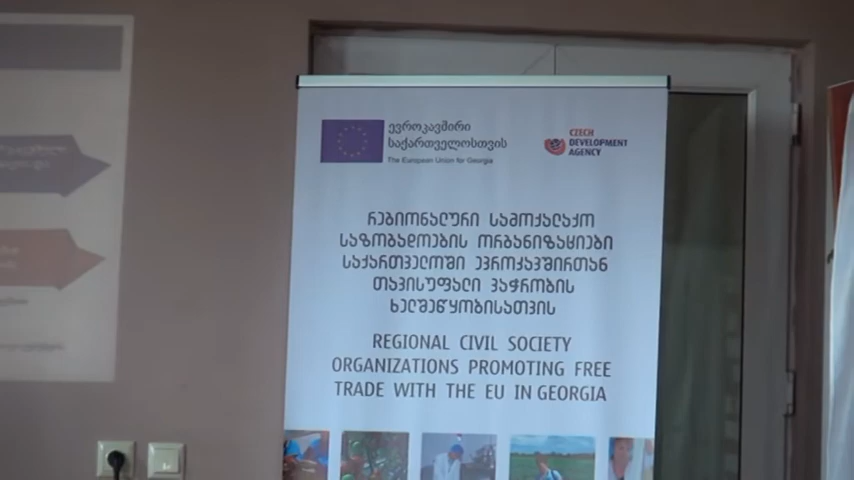 ევროკავშირი
საქართველოსთვის
The European Union for Georgia
CZECH
DEVELOPMENT
AGENCY
რეგიონალური სამოქალაქო
საზოგადოების ორგანიზაციები
საქართველოში ევროკავშირთან
თავისუფალი ვაჭრობის
ხელშეწყობისათვის
REGIONAL CIVIL SOCIETY
ORGANIZATIONS PROMOTING FREE
TRADE WITH THE EU IN GEORGIA